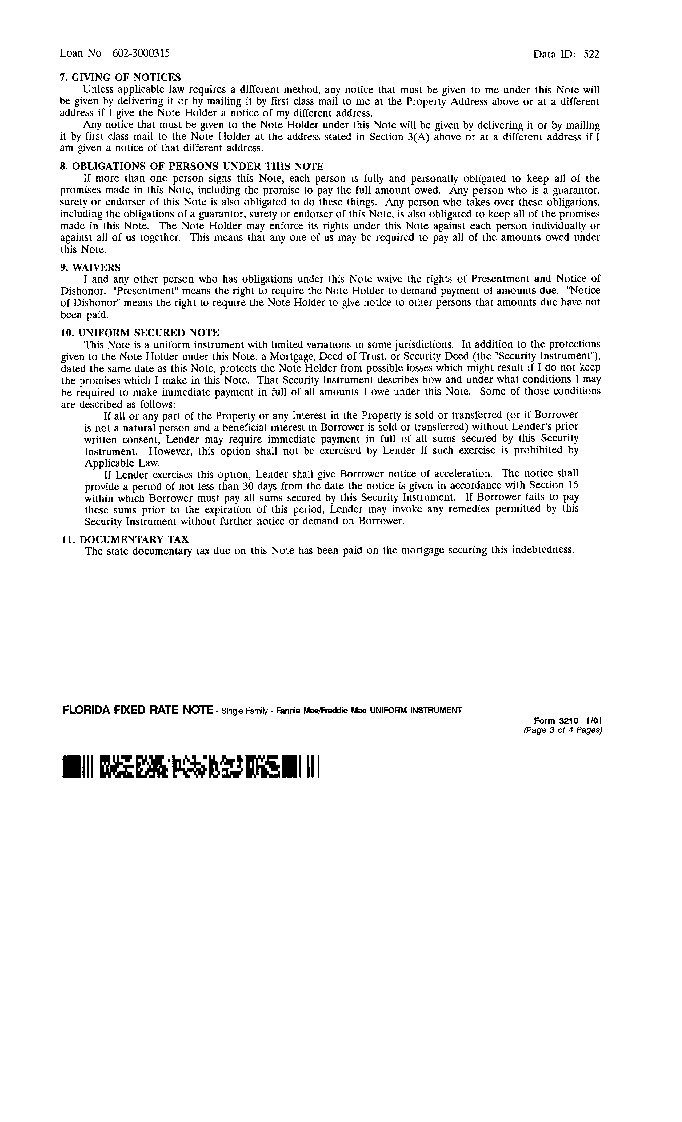 Loan No 602-3000315 Data ID: 522
7. GIVING OF NOTICES
Unless applicable law requires a different method, any notice that must be given to me under this Note will
be given by delivering it or by mailing it by first class mail to me at the Property Address above or at a different
address if I give the Note Holder a notice of my different address.
Any notice that must be given to the Note Holder under this Note will be given by delivering it or by mailing
it by first class mail to the Note Holder at the address stated in Section 3(A) above or at a different address if I
am given a notice of that different address.
8. OBLIGATIONS OF PERSONS UNDER THIS NOTE
If more than one person signs this Note, each person is fully and personally obligated to keep all of the
promises made in this Note, including the promise to pay the full amount owed. Any person who is a guarantor,
surety or endorser of this Note is also obligated to do these things. Any person who takes over these obligations,
including the obligations of a guarantor, surety or endorser of this Note, is also obligated to keep all of the promises
made in this Note. The Note Holder may enforce its rights under this Note against each person individually or
against all of us together. This means that any one of us may be required to pay all of the amounts owed under
this Note.
9. WAIVERS
I and any other person who has obligations under this Note waive the rights of Presentment and Notice of
Dishonor. "Presentment" means the right to require the Note Holder to demand payment of amounts due. "Notice
of Dishonor" means the right to require the Note Holder to give notice to other persons that amounts due have not
been paid.
10. UNIFORM SECURED NOTE
This Note is a uniform instrument with limited variations in some jurisdictions. In addition to the protections
given to the Note Holder under this Note, a Mortgage, Deed of Trust, or Security Deed (the "Security Instrument"),
dated the same date as this Note, protects the Note Holder from possible losses which might result if I do not keep
the promises which I make in this Note. That Security Instrument describes how and under what conditions I may
be required to make immediate payment in full of all amounts I owe under this Note. Some of those conditions
are described as follows:
If all or any part of the Property or any Interest in the Property is sold or transferred (or if Borrower
is not a natural person and a beneficial interest in Borrower is sold or transferred) without Lender's prior
written consent, Lender may require immediate payment in full of all sums secured by this Security
Instrument. However, this option shall not be exercised by Lender if such exercise is prohibited by
Applicable Law.
If Lender exercises this option, Lender shall give Borrower notice of acceleration. The notice shall
provide a period of not less than 30 days from the date the notice is given in accordance with Section 15
within which Borrower must pay all sums secured by this Security Instrument. If Borrower fails to pay
these sums prior to the expiration of this period, Lender may invoke any remedies permitted by this
Security Instrument without further notice or demand on Borrower.
11. DOCUMENTARY TAX
The state documentary tax due on this Note has been paid on the mortgage securing this indebtedness.
FLORIDA FIXED RATE NOTE - Single Family - Fannie Mae/Freddie Mac UNIFORM INSTRUMENT
Form 3210 1/01
(Page 3 of 4 Pages)